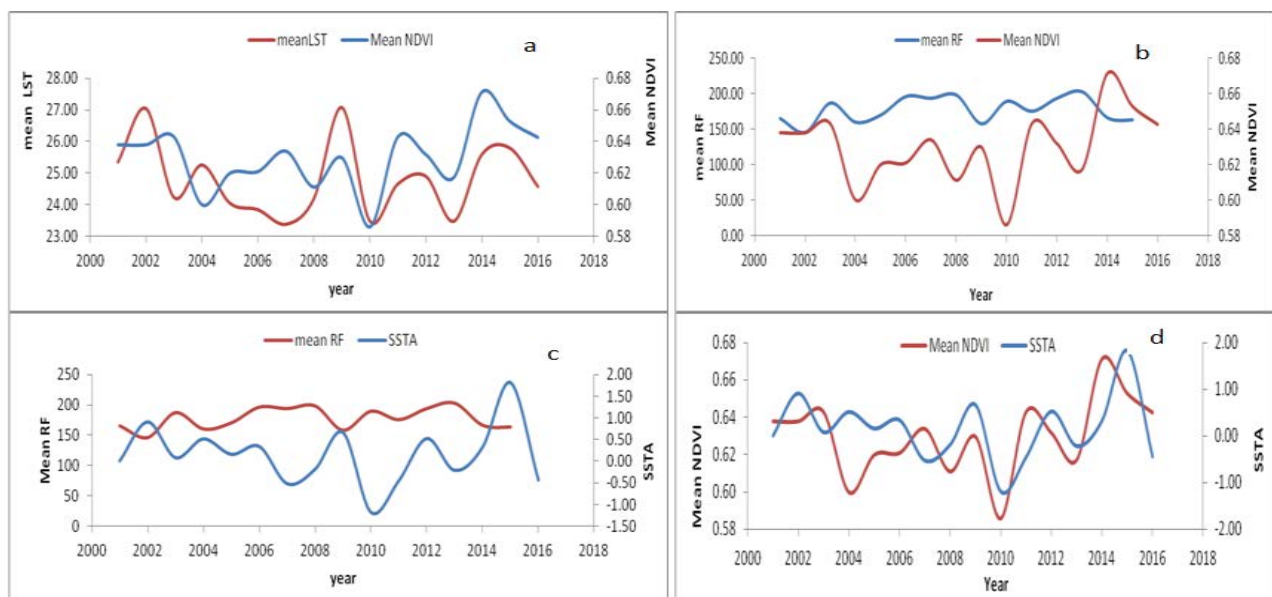 meanLST Mean NDVI
a
mean LST
28.00
27.00
26.00
25.00
24.00
23.00
0.68
0.66
0.64
0.62
0.60
0.58
Mean NDVI
2000 2002 2004 2006 2008 2010 2012 2014 2016 2018
year
mean RF Mean NDVI
b
mean RF
250.00
200.00
150.00
100.00
50.00
0.00
0.68
0.66
0.64
0.62
0.60
0.58
Mean NDVI
2000 2002 2004 2006 2008 2010 2012 2014 2016 2018
Year
mean RF SSTA
c
Mean RF
250
200
150
100
50
0
2.00
1.50
1.00
0.50
0.00
-0.50
-1.00
-1.50
SSTA
2000 2002 2004 2006 2008 2010 2012 2014 2016 2018
year
Mean NDVI SSTA
d
Mean NDVI
0.68
0.66
0.64
0.62
0.60
0.58
2.00
1.00
0.00
-1.00
-2.00
SSTA
2000 2002 2004 2006 2008 2010 2012 2014 2016 2018
Year